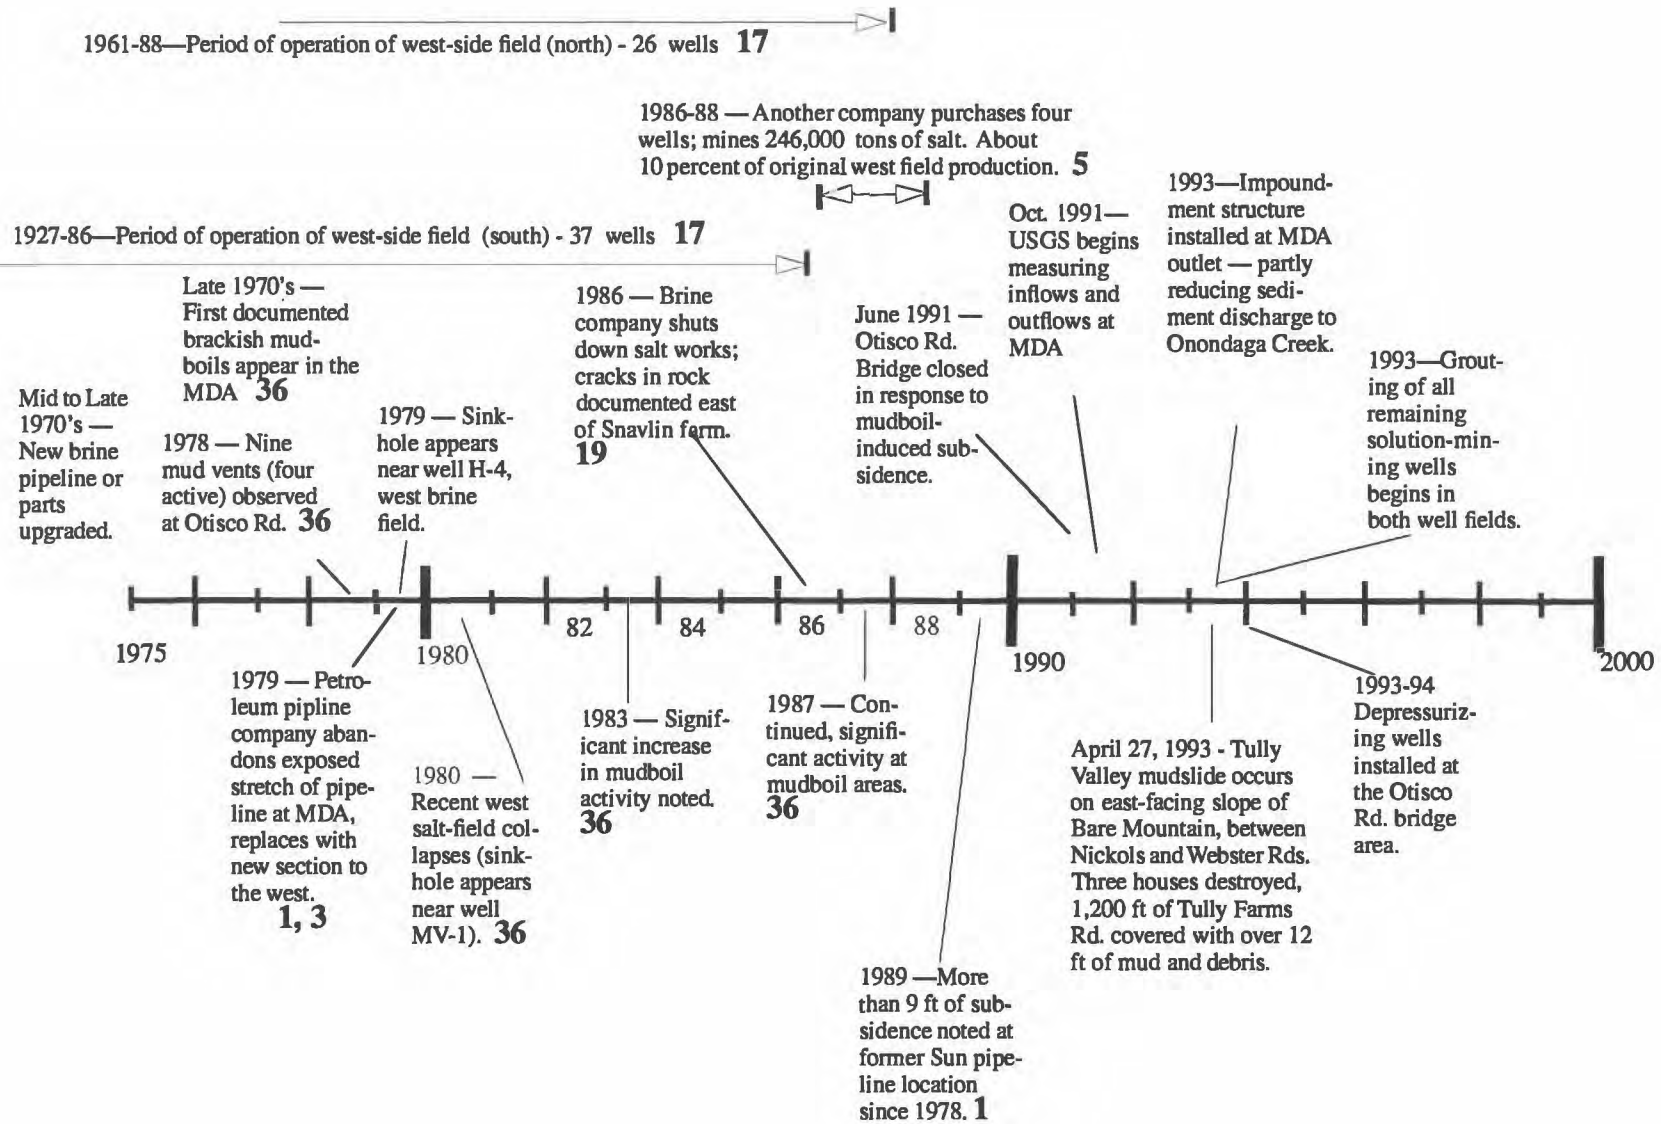 1961-88—Period of operation of west-side field (north) - 26 wells 17
1986-88 — Another company purchases four
wells; mines 246,000 tons of salt. About
10 percent of original west field production. 5
1927-86—Period of operation of west-side field (south) - 37 wells 17
Mid to Late
1970's —
New brine
pipeline or
parts
upgraded.
Late 1970's —
First documented
brackish mud-
boils appear in the
MDA 36
1978 — Nine
mud vents (four
active) observed
at Otisco Rd. 36
1979 — Sink-
hole appears
near well H-4,
west brine
field.
1986 — Brine
company shuts
down salt works;
cracks in rock
documented east
of Snavlin farm.
19
June 1991 —
Otisco Rd.
Bridge closed
in response to
mudboil-
induced sub-
sidence.
Oct. 1991—
USGS begins
measuring
inflows and
outflows at
MDA
1993—Impound-
ment structure
installed at MDA
outlet — partly
reducing sedi-
ment discharge to
Onondaga Creek.
1993—Grout-
ing of all
remaining
solution-min-
ing wells
begins in
both well fields.
1975
1980
82
84
86
88
1990
2000
1979 — Petro-
leum pipline
company aban-
dons exposed
stretch of pipe-
line at MDA,
replaces with
new section to
the west.
1, 3
1980 —
Recent west
salt-field col-
lapses (sink-
hole appears
near well
MV-1). 36
1983 — Signif-
icant increase
in mudboil
activity noted.
36
1987 — Con-
tinued, signifi-
cant activity at
mudboil areas.
36
1989 —More
than 9 ft of sub-
sidence noted at
former Sun pipe-
line location
since 1978. 1
April 27, 1993 - Tully
Valley mudslide occurs
on east-facing slope of
Bare Mountain, between
Nickols and Webster Rds.
Three houses destroyed,
1,200 ft of Tully Farms
Rd. covered with over 12
ft of mud and debris.
1993-94
Depressuriz-
ing wells
installed at
the Otisco
Rd. bridge
area.